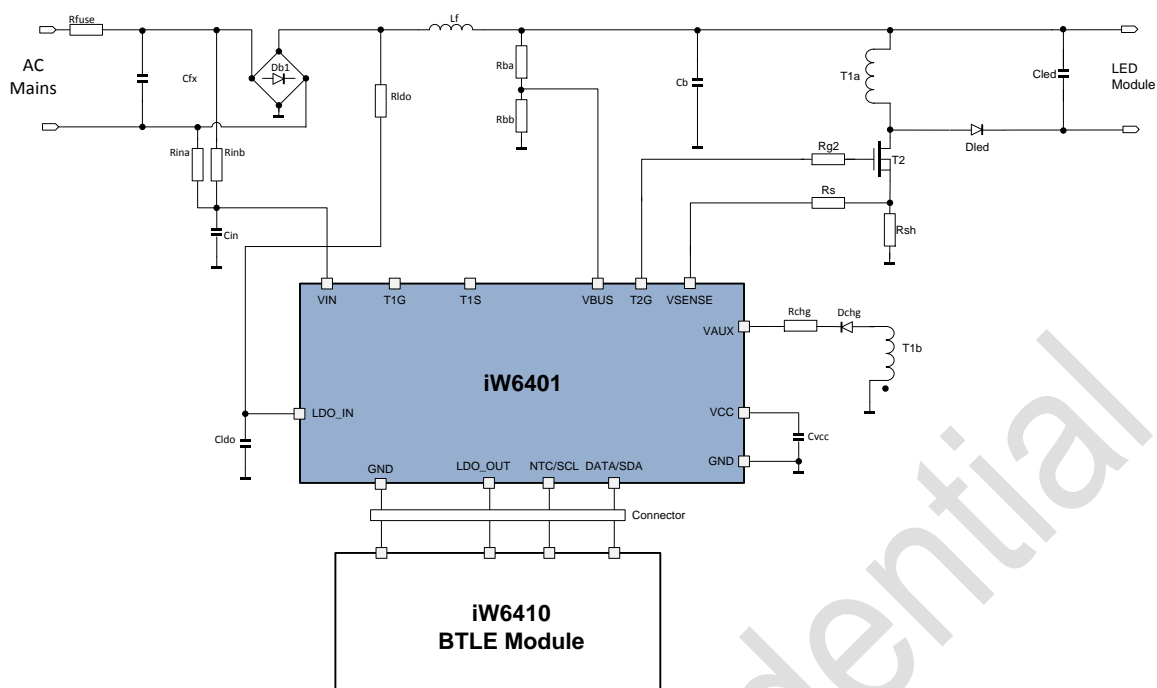 Rfuse
Lf
AC
Mains
Cfx
Db1
Rldo
Rba
Rbb
Cb
T1a
Cled
LED
Module
Rina
Rinb
Dled
Rg2
T2
Rs
Rsh
Cin
VIN
T1G
T1S
VBUS
T2G
VSENSE
VAUX
Rchg
Dchg
T1b
iW6401
LDO_IN
VCC
Cldo
Cvcc
GND
GND
LDO_OUT
NTC/SCL
DATA/SDA
Connector
iW6410
BTLE Module
dential